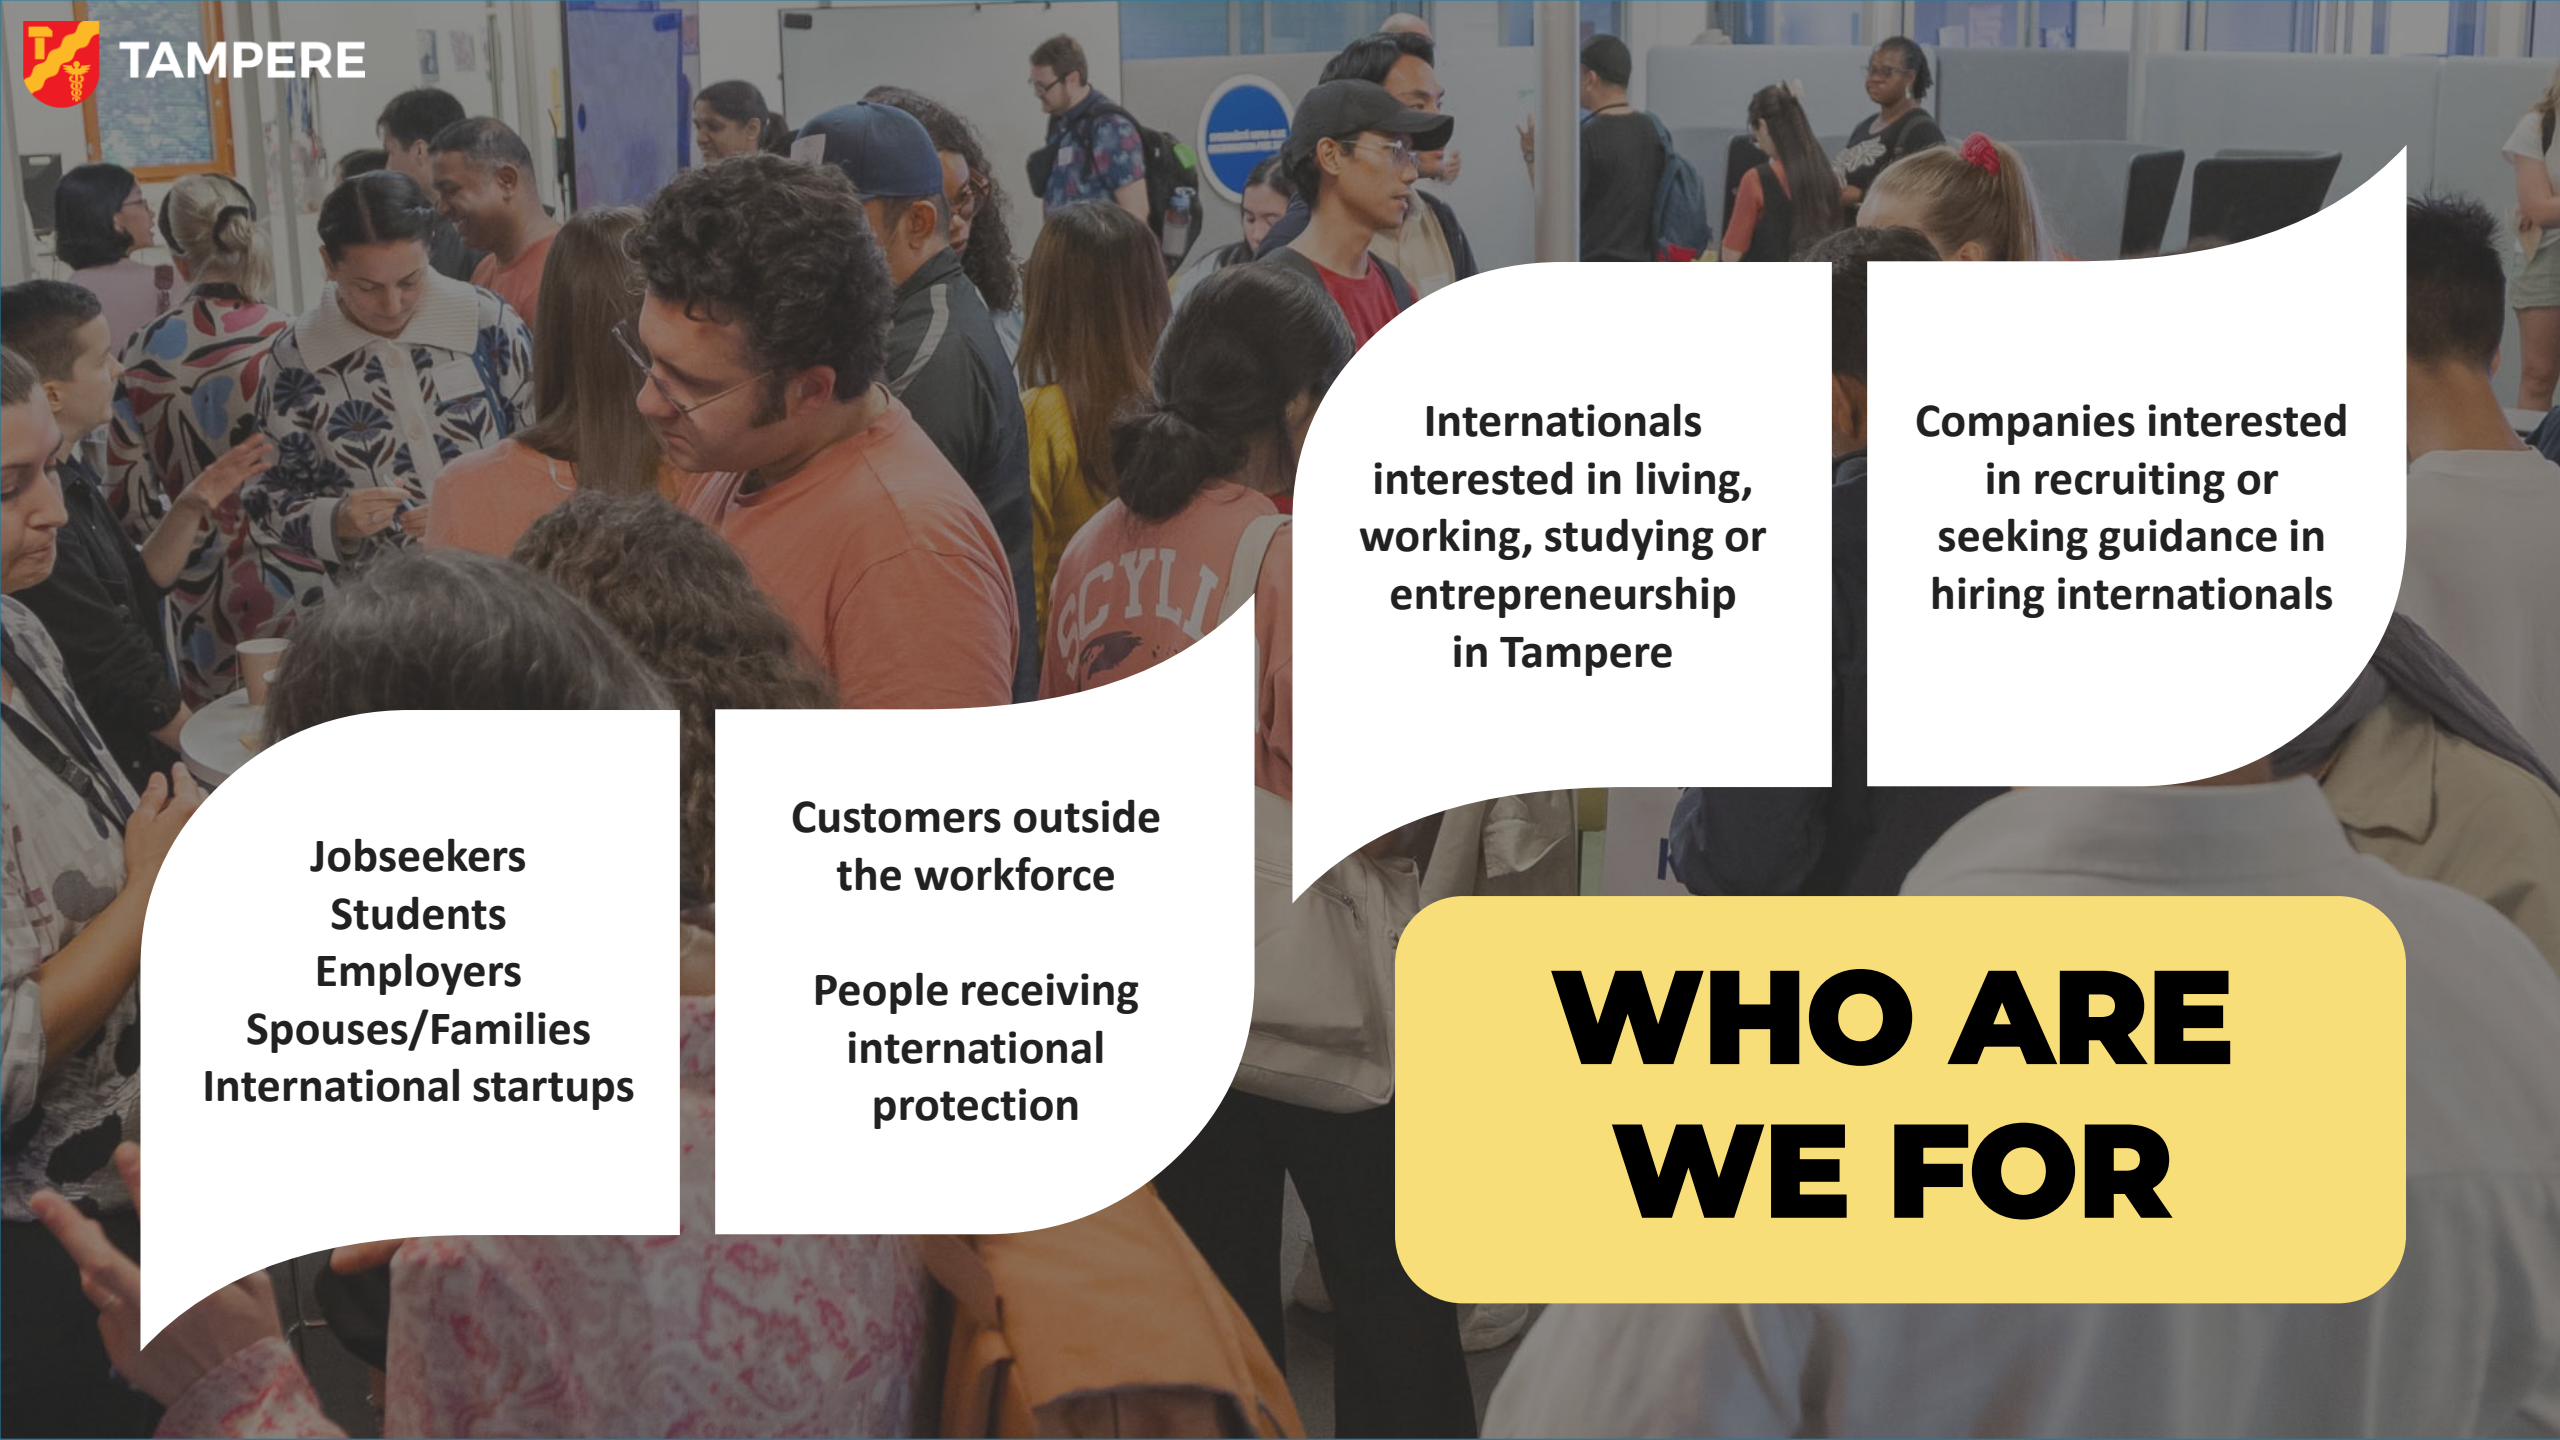 TAMPERE
Internationals
interested in living,
working, studying or
entrepreneurship
in Tampere
Companies interested
in recruiting or
seeking guidance in
hiring internationals
Jobseekers
Students
Employers
Spouses/Families
International startups
Customers outside
the workforce
People receiving
international
protection
WHO ARE
WE FOR